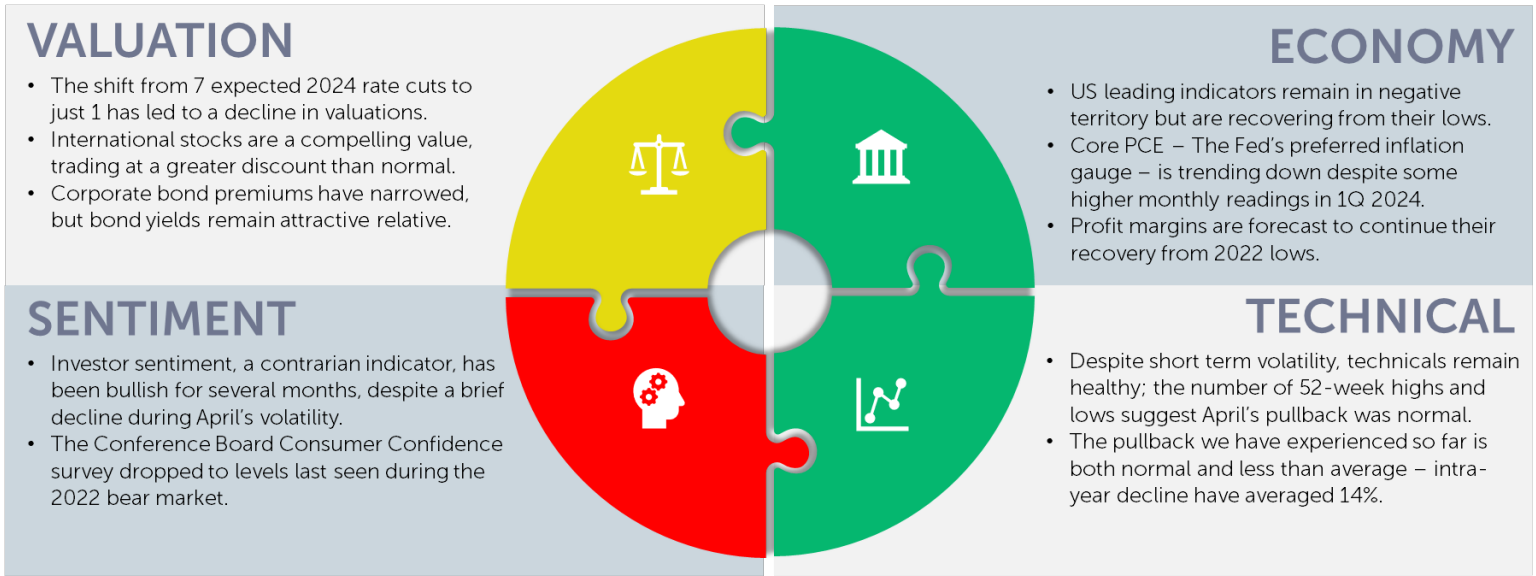 VALUATION
• The shift from 7 expected 2024 rate cuts to
just 1 has led to a decline in valuations.
• International stocks are a compelling value,
trading at a greater discount than normal.
• Corporate bond premiums have narrowed,
but bond yields remain attractive relative.
ECONOMY
• US leading indicators remain in negative
territory but are recovering from their lows.
• Core PCE – The Fed's preferred inflation
gauge – is trending down despite some
higher monthly readings in 1Q 2024.
• Profit margins are forecast to continue their
recovery from 2022 lows.
SENTIMENT
• Investor sentiment, a contrarian indicator, has
been bullish for several months, despite a brief
decline during April's volatility.
• The Conference Board Consumer Confidence
survey dropped to levels last seen during the
2022 bear market.
TECHNICAL
• Despite short term volatility, technicals remain
healthy; the number of 52-week highs and
lows suggest April's pullback was normal.
• The pullback we have experienced so far is
both normal and less than average – intra-
year decline have averaged 14%.